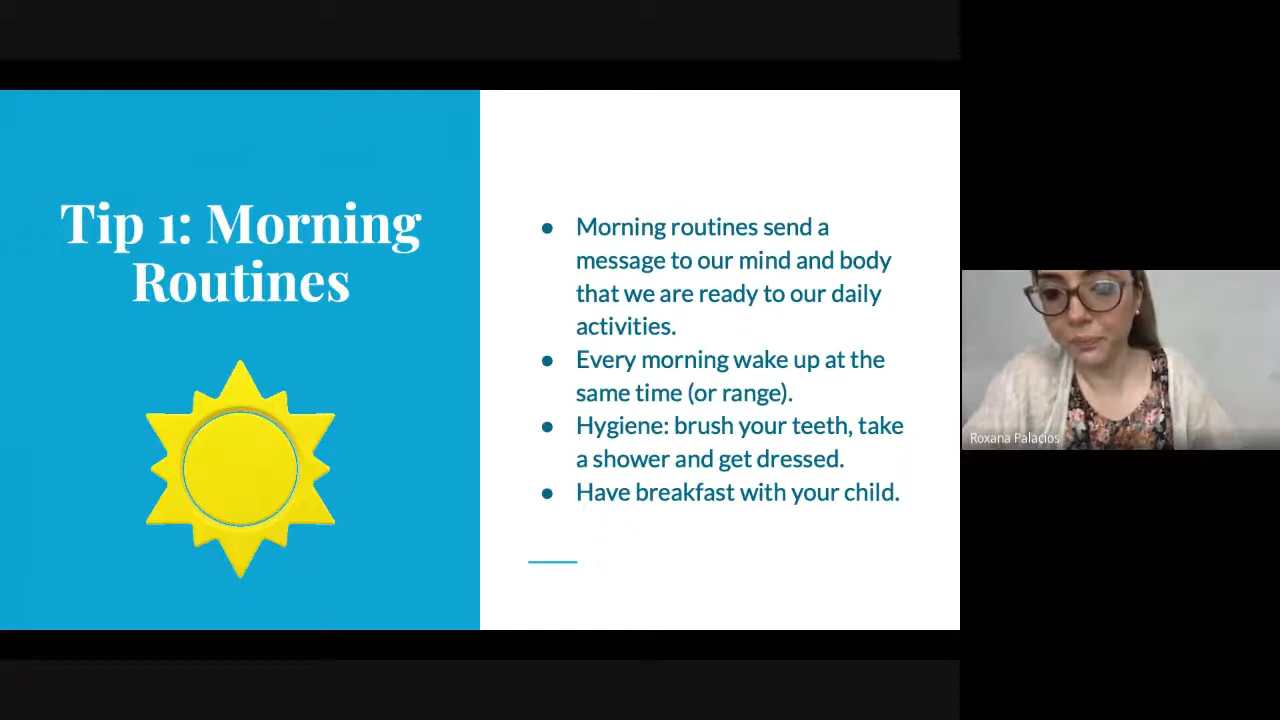 Tip 1: Morning
Routines
● Morning routines send a
message to our mind and body
that we are ready to our daily
activities.
● Every morning wake up at the
same time (or range).
● Hygiene: brush your teeth, take
a shower and get dressed.
● Have breakfast with your child.
Roxana Palacios